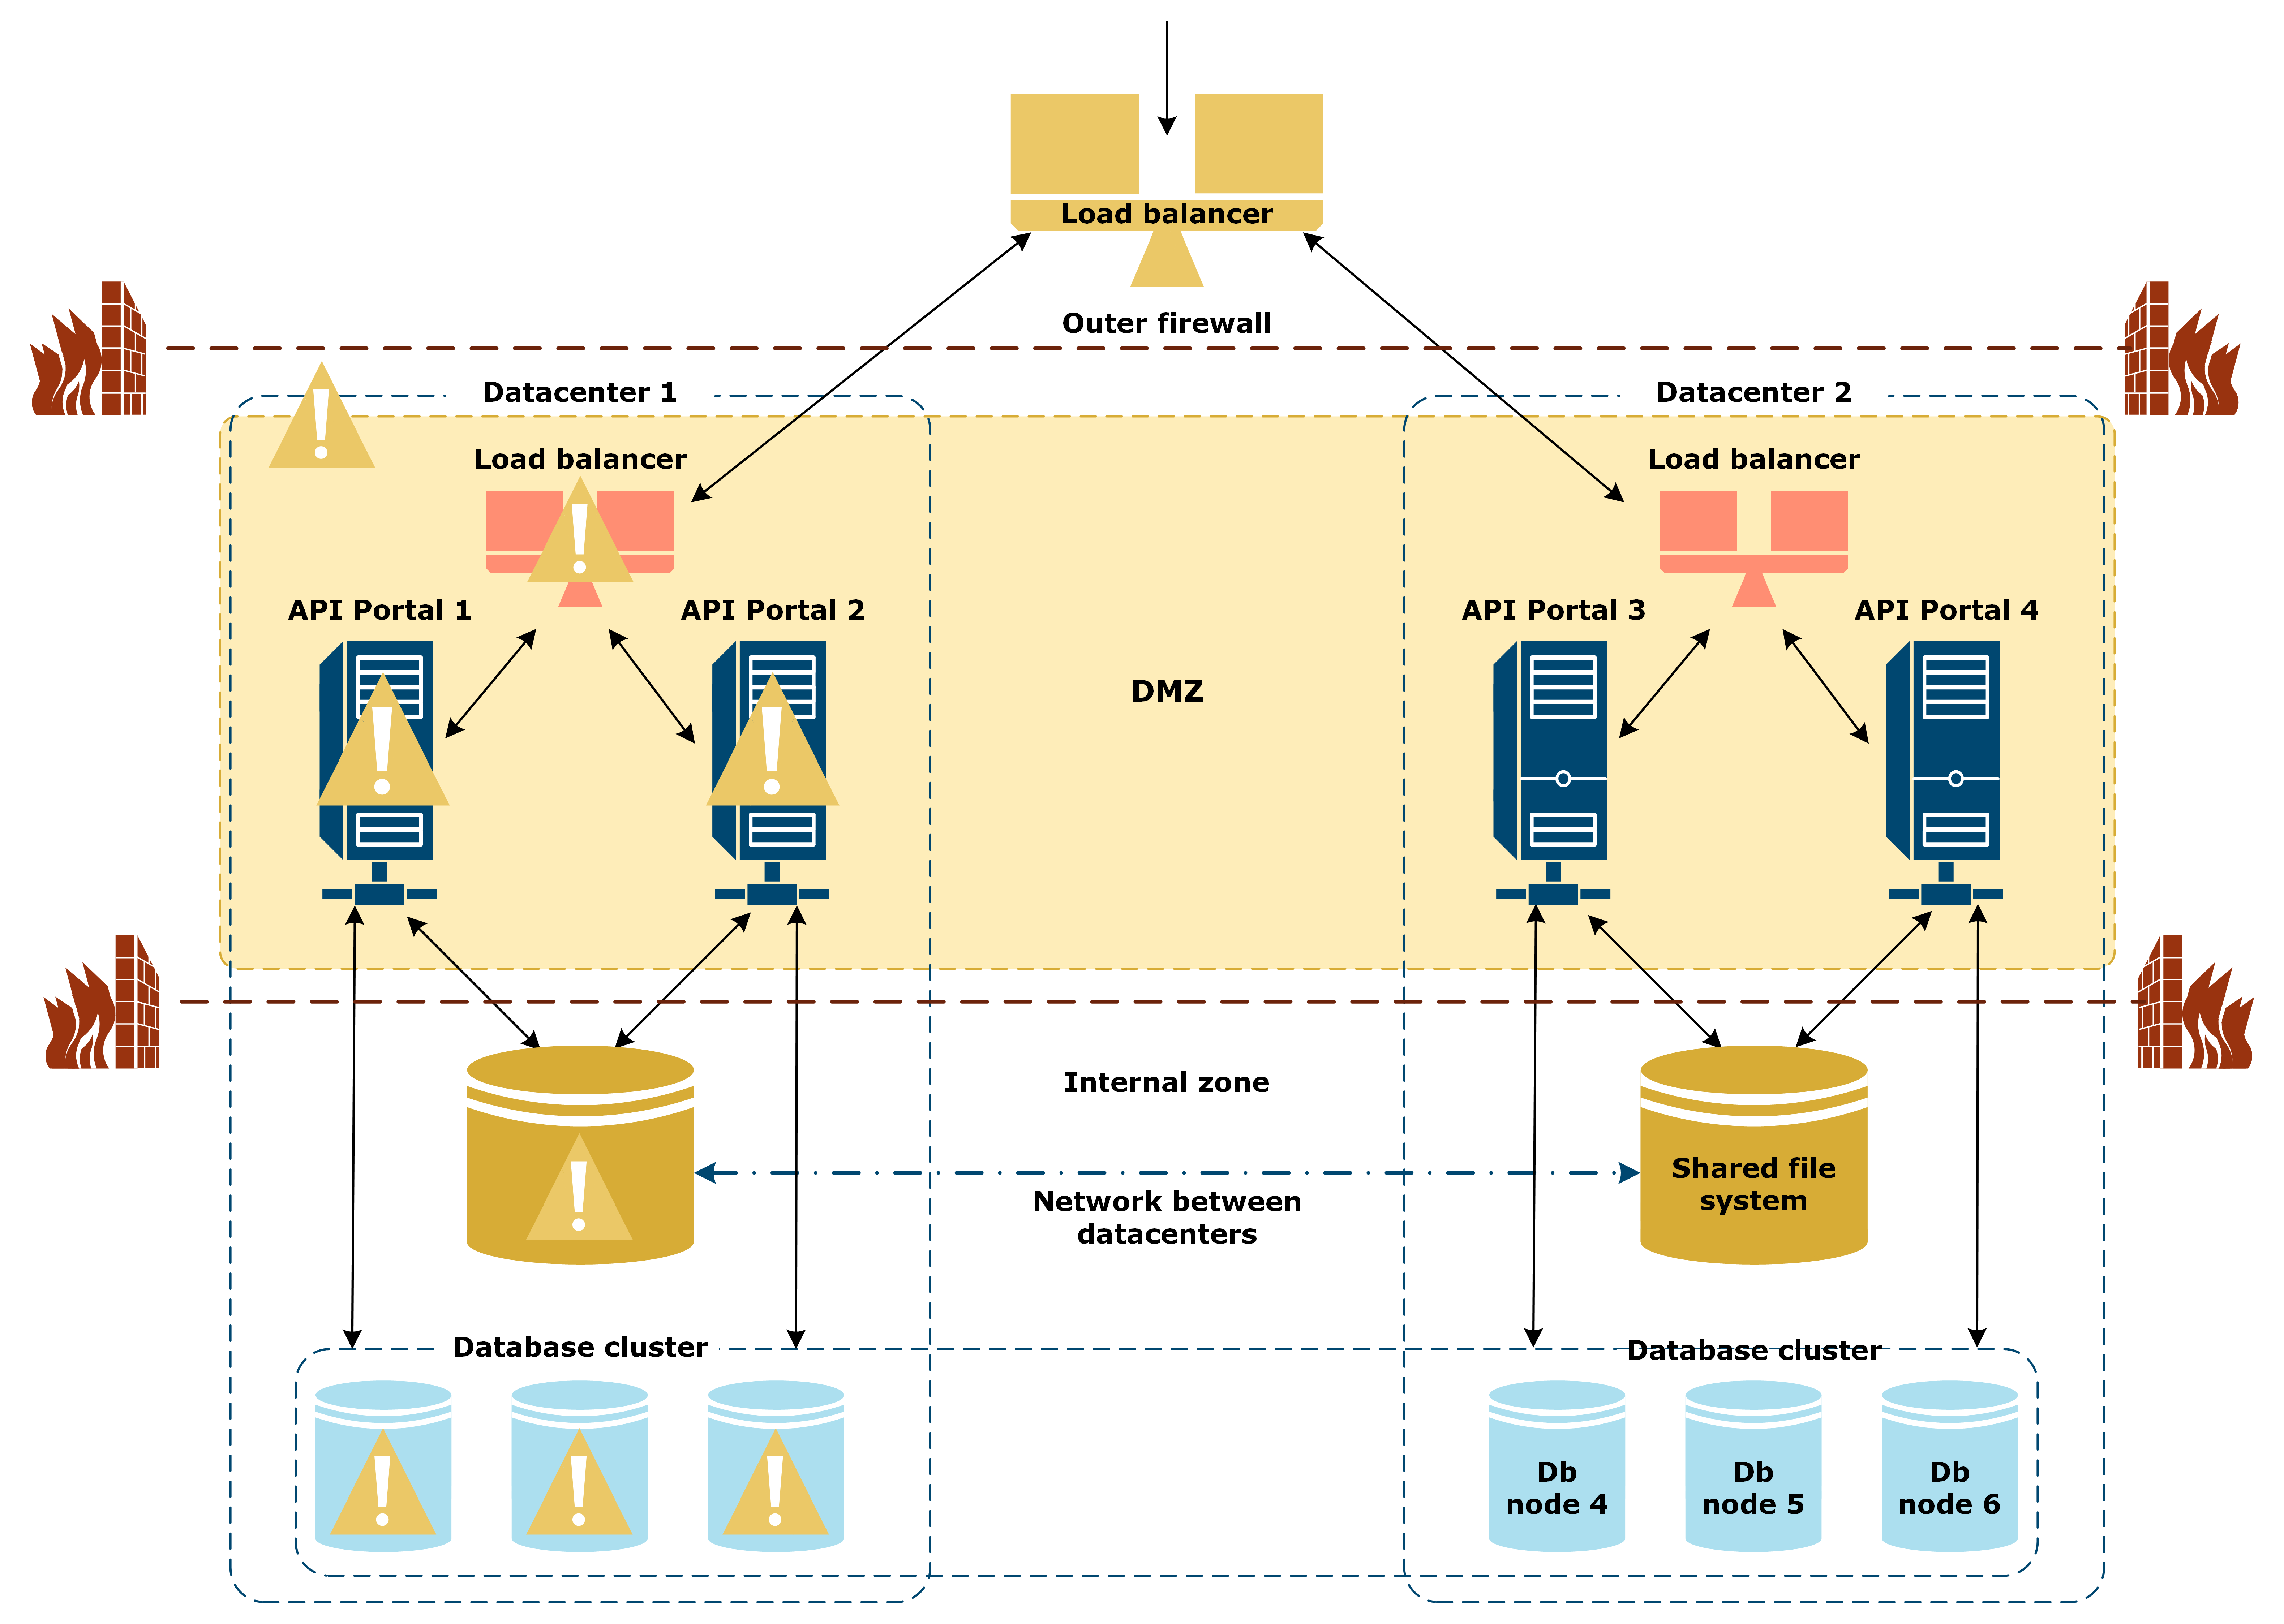 Load balancer
Outer firewall
Datacenter 1
Datacenter 2
Load balancer
Load balancer
API Portal 1
API Portal 2
API Portal 3
API Portal 4
DMZ
Internal zone
Shared file
system
Network between
datacenters
Database cluster
Database cluster
Db
node 4
Db
node 5
Db
node 6